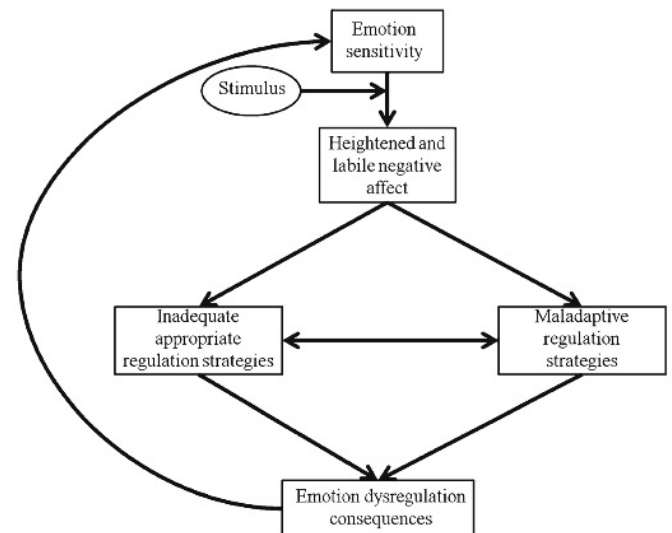 Emotion
sensitivity
Stimulus
Heightened and
labile negative
affect
Inadequate
appropriate
regulation strategies
Maladaptive
regulation
strategies
Emotion dysregulation
consequences